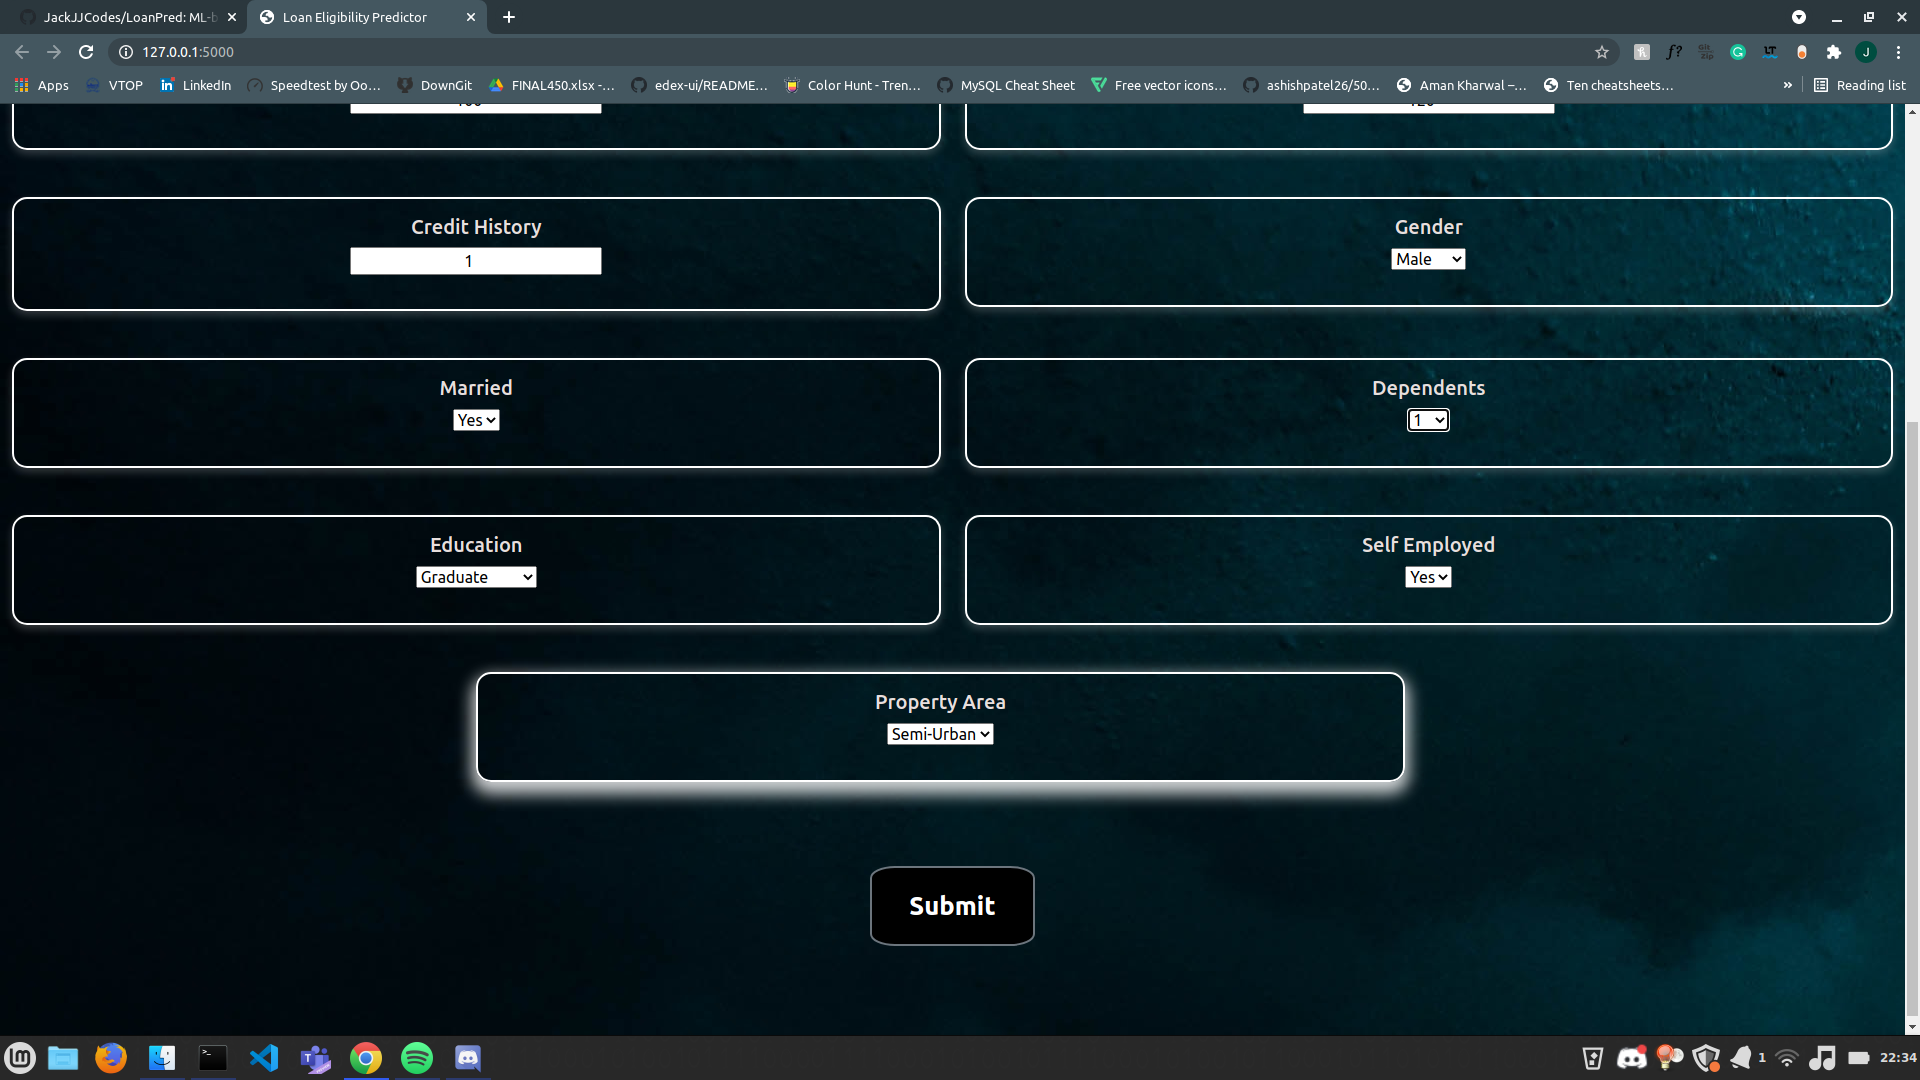 JackJJCodes/LoanPred: ML-b
Loan Eligibility Predictor
127.0.0.1:5000
f?
Git Zip
LT
J
Apps
VTOP
LinkedIn
Speedtest by Oo...
DownGit
FINAL450.xlsx -...
edex-ui/README...
Color Hunt - Tren...
MySQL Cheat Sheet
Free vector icons...
ashishpatel26/50...
Aman Kharwal –...
Ten cheatsheets...
»
Reading list
Credit History
1
Gender
Male
Married
Yes
Dependents
1
Education
Graduate
Self Employed
Yes
Property Area
Semi-Urban
Submit
1
22:34